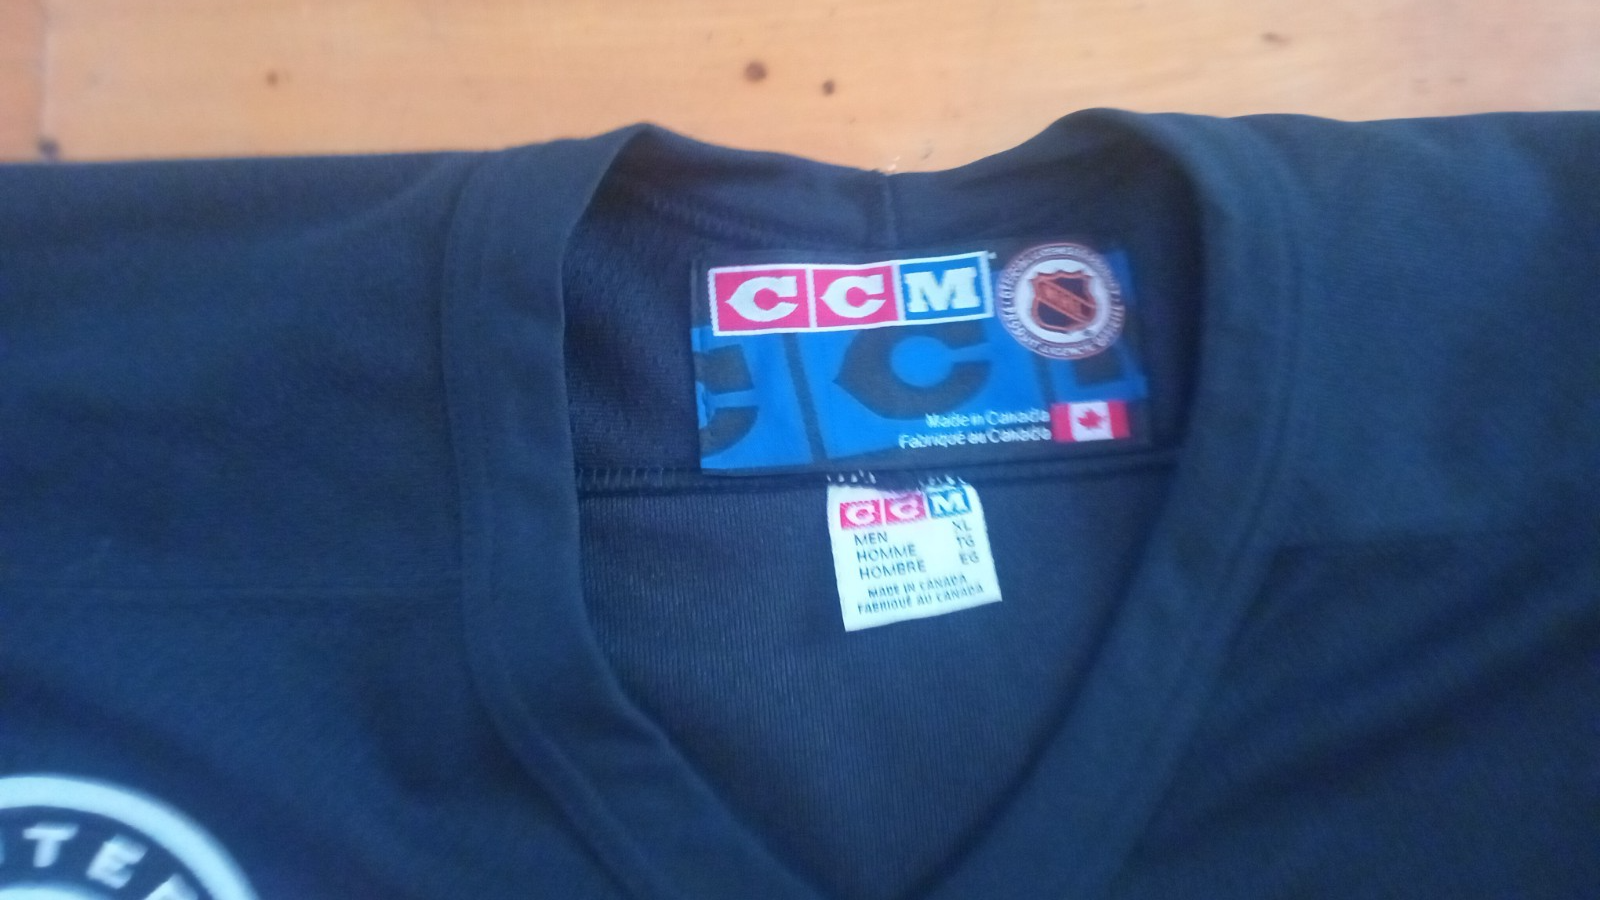 CCM
NHL
Made in Canada
Fabriqué au Canada
CCM
MEN XL
HOMME TG
HOMBRE EG
MADE IN CANADA
FABRIQUÉ AU CANADA